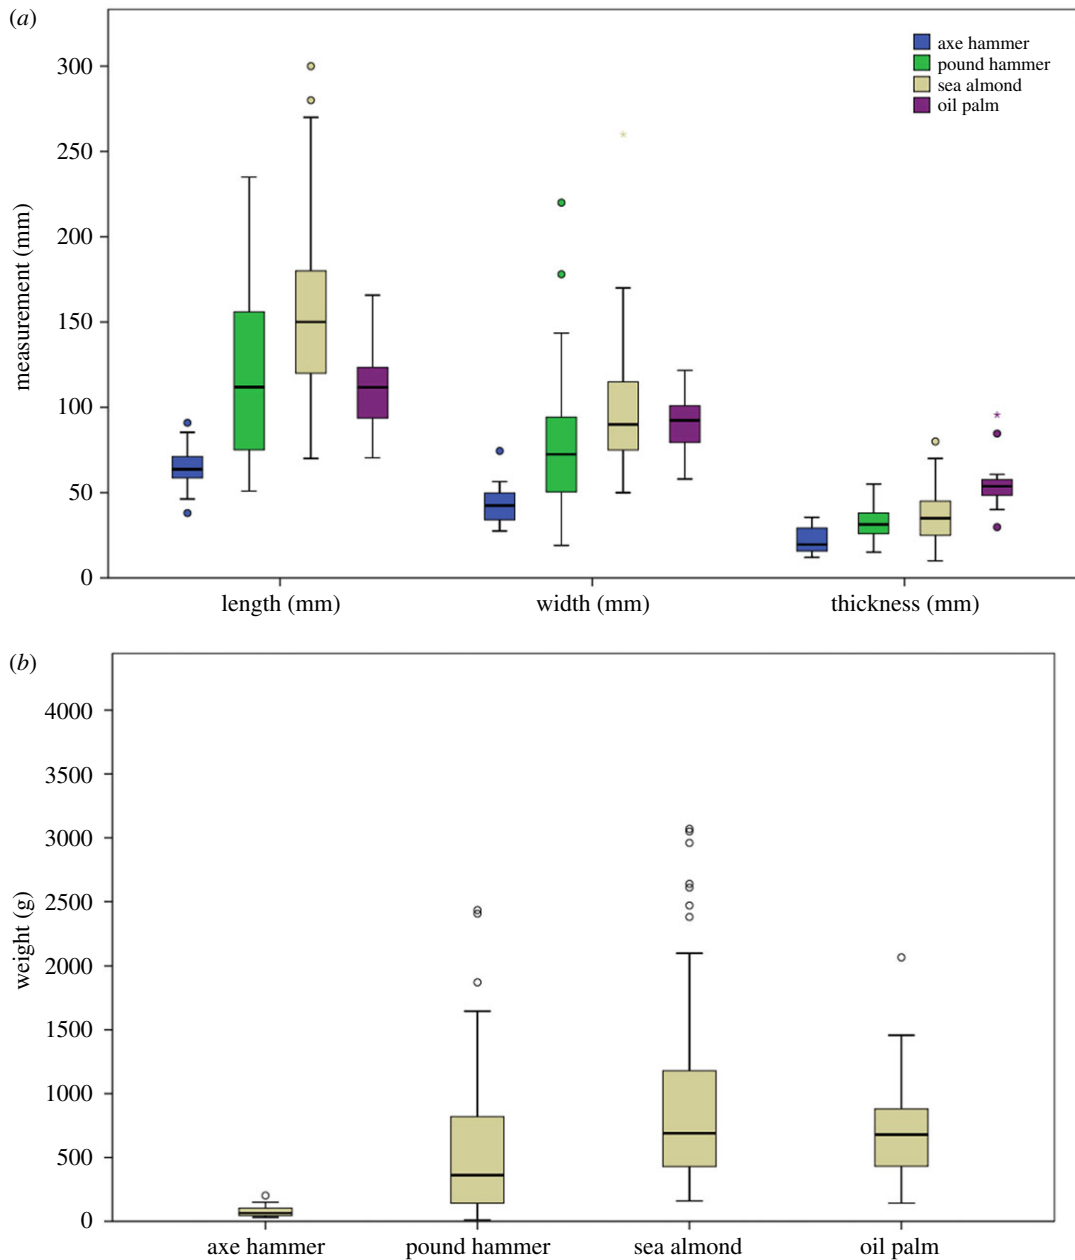 (a)
axe hammer
pound hammer
sea almond
oil palm
300
250
200
150
100
50
0
measurement (mm)
length (mm) width (mm) thickness (mm)
(b)
4000
3500
3000
2500
2000
1500
1000
500
0
weight (g)
axe hammer pound hammer sea almond oil palm